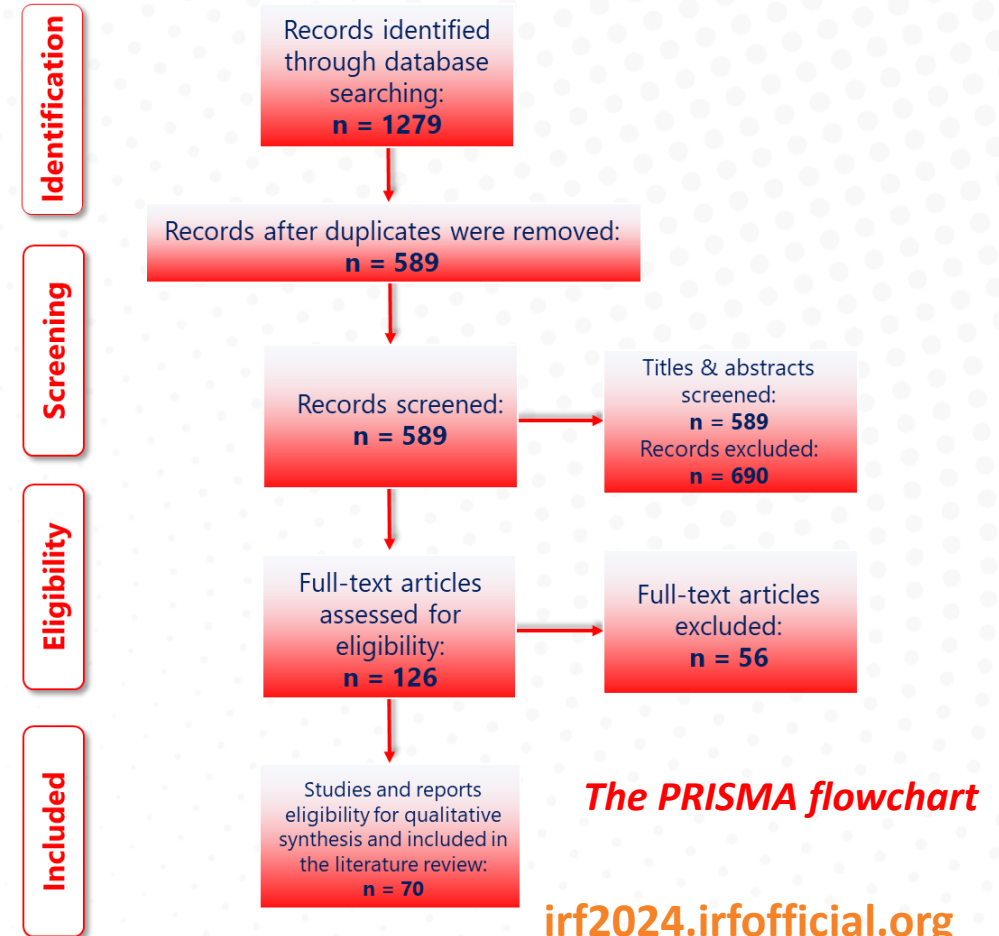 Identification
Records identified
through database
searching:
n = 1279
Records after duplicates were removed:
n = 589
Screening
Records screened:
n = 589
Titles & abstracts
screened:
n = 589
Records excluded:
n = 690
Eligibility
Full-text articles
assessed for
eligibility:
n = 126
Full-text articles
excluded:
n = 56
Included
Studies and reports
eligibility for qualitative
synthesis and included in
the literature review:
n = 70
The PRISMA flowchart
irf2024.irfofficial.org